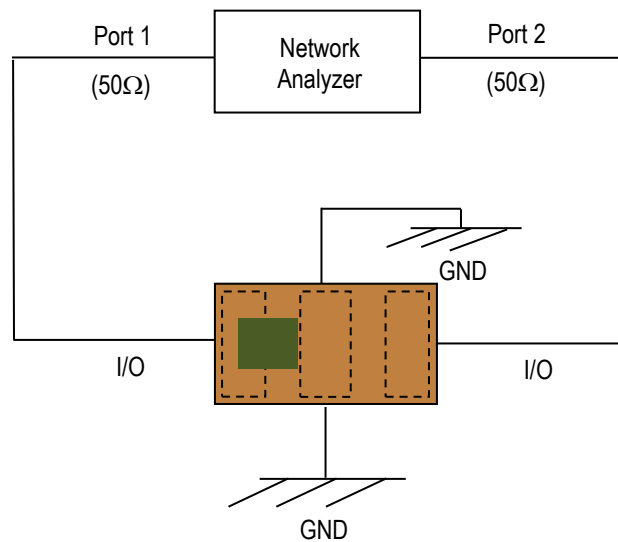 Port 1
(50Ω)
Network
Analyzer
Port 2
(50Ω)
GND
I/O
I/O
GND